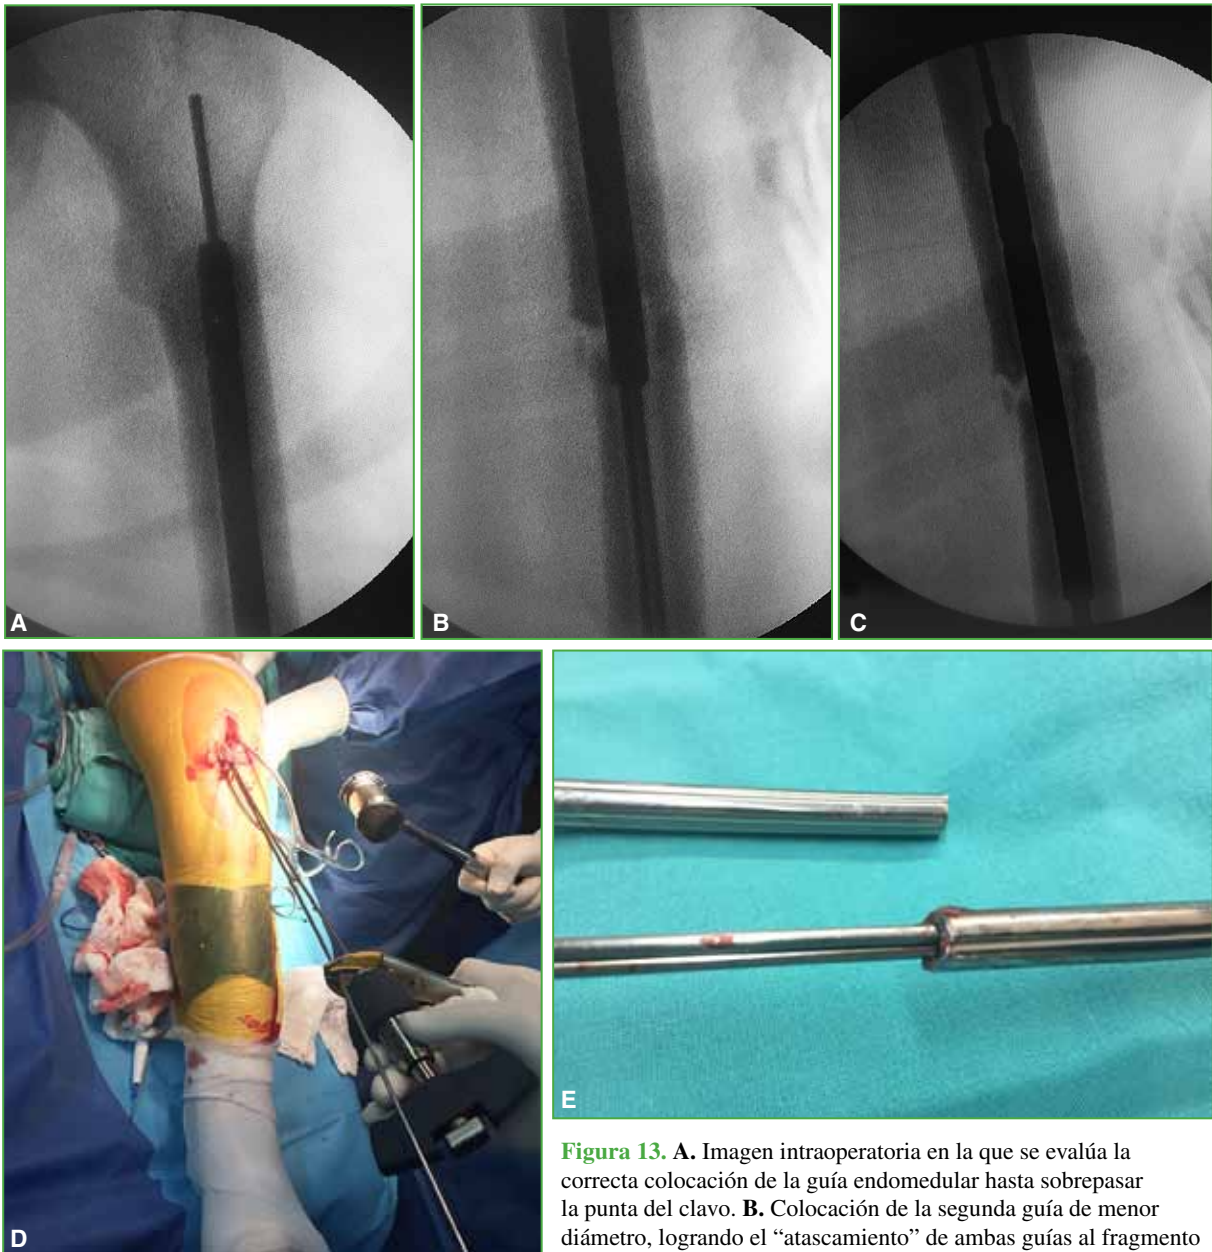 A
B
C
D
E
Figura 13. A. Imagen intraoperatoria en la que se evalúa la
correcta colocación de la guía endomedular hasta sobrepasar
la punta del clavo. B. Colocación de la segunda guía de menor
diámetro, logrando el “atascamiento” de ambas guías al fragmento